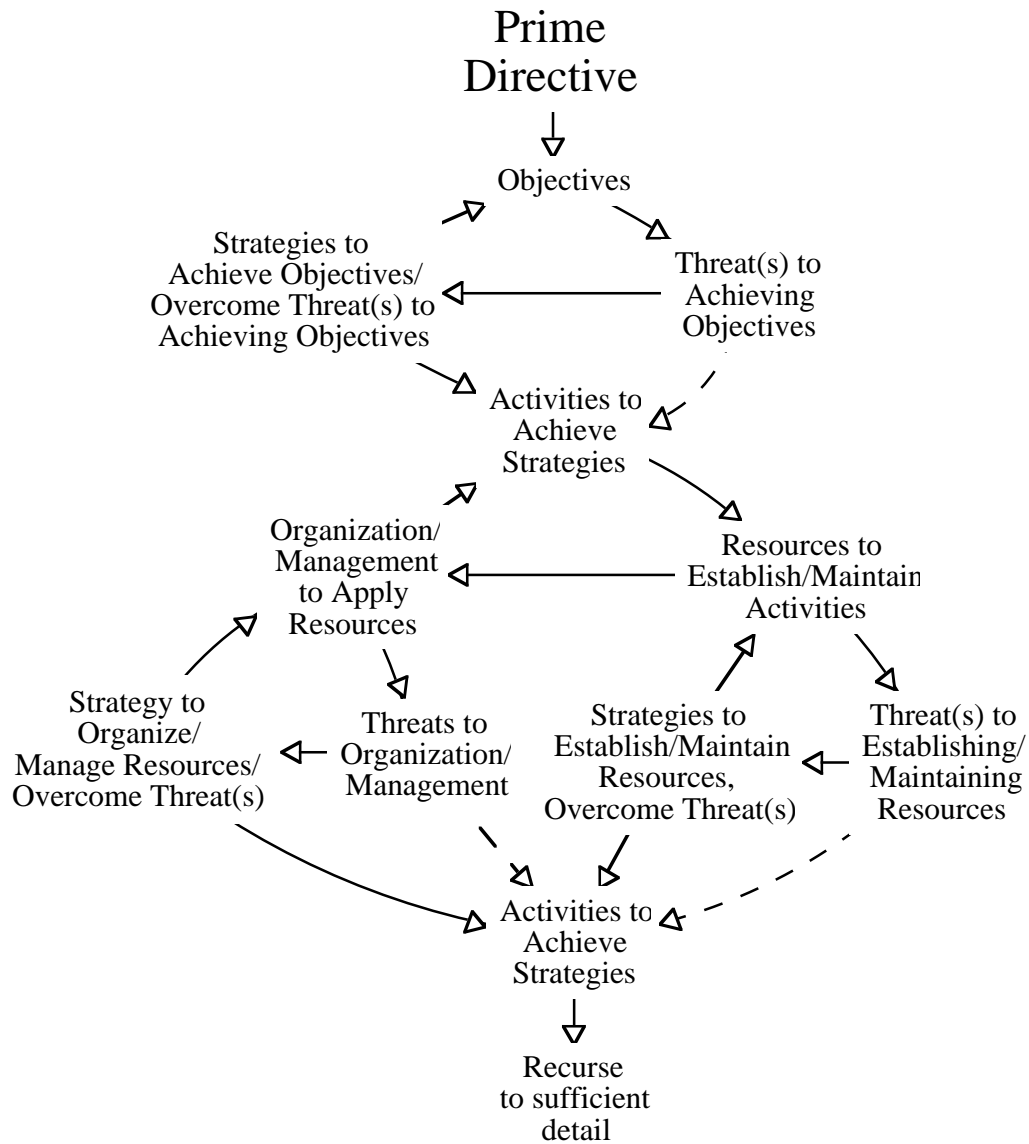 Prime
Directive
Objectives
Strategies to
Achieve Objectives/
Overcome Threat(s) to
Achieving Objectives
Threat(s) to
Achieving
Objectives
Activities to
Achieve
Strategies
Organization/
Management
to Apply
Resources
Resources to
Establish/Maintain
Activities
Strategy to
Organize/
Manage Resources/
Overcome Threat(s)
Threats to
Organization/
Management
Strategies to
Establish/Maintain
Resources,
Overcome Threat(s)
Threat(s) to
Establishing/
Maintaining
Resources
Activities to
Achieve
Strategies
Recurse
to sufficient
detail